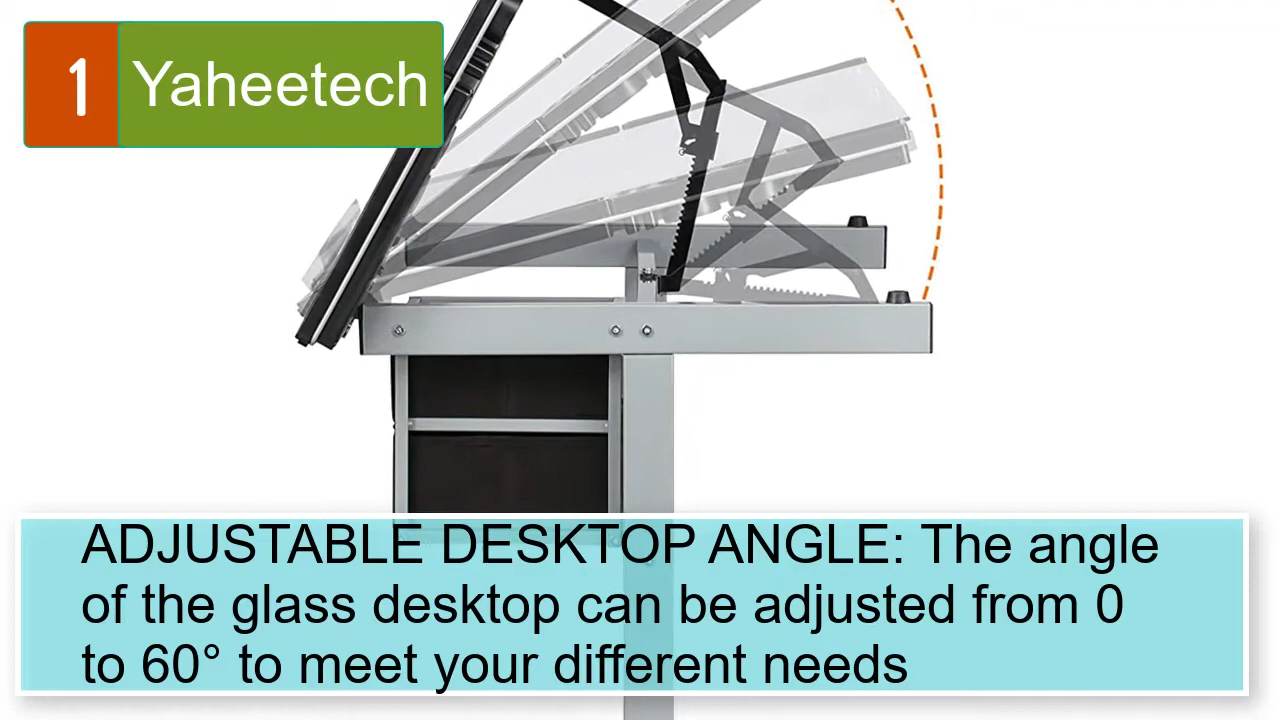 1 Yaheetech
ADJUSTABLE DESKTOP ANGLE: The angle
of the glass desktop can be adjusted from 0
to 60° to meet your different needs